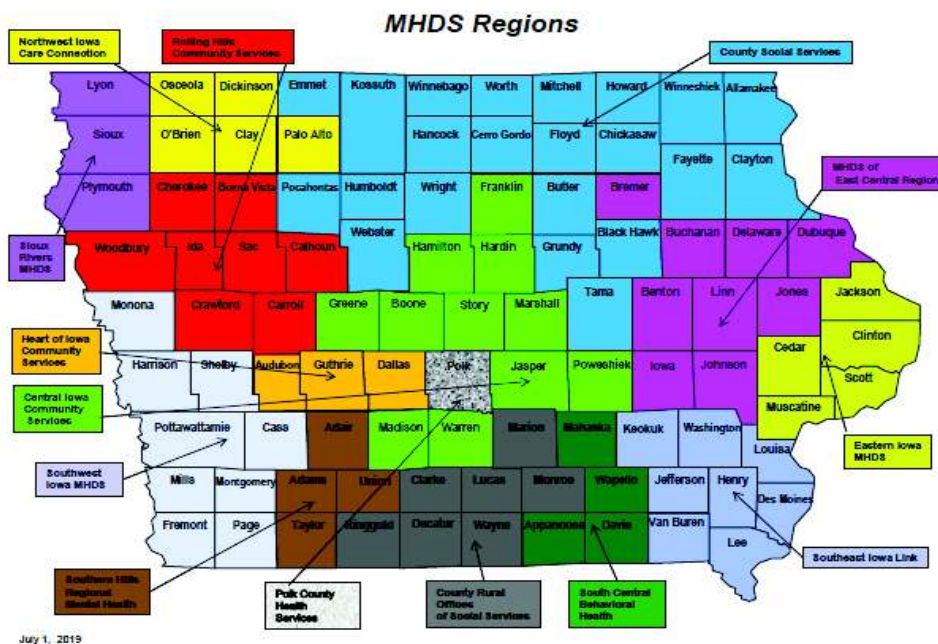 MHDS Regions
Northwest Iowa
Care Connection
Rolling Hills
Community Services
County Social Services
Lyon
Osceola
Dickinson
Emmet
Kossuth
Winnebago
Worth
Mitchell
Howard
Winneshiek
Allamakee
Sioux
O'Brien
Clay
Palo Alto
Hancock
Cerro Gordo
Floyd
Chickasaw
Fayette
Clayton
MHDS of
East Central Region
Plymouth
Cherokee
Buena Vista
Pocahontas
Humboldt
Wright
Franklin
Butler
Bremer
Sioux
Rivers
MHDS
Woodbury
Ida
Sac
Calhoun
Webster
Hamilton
Hardin
Grundy
Black Hawk
Buchanan
Delaware
Dubuque
Monona
Crawford
Carroll
Greene
Boone
Story
Marshall
Tama
Benton
Linn
Jones
Jackson
Clinton
Cedar
Scott
Heart of Iowa
Community
Services
Harrison
Shelby
Audubon
Guthrie
Dallas
Polk
Jasper
Poweshiek
Iowa
Johnson
Muscatine
Central Iowa
Community
Services
Pottawattamie
Cass
Adair
Madison
Warren
Marion
Mahaska
Keokuk
Washington
Louisa
Eastern Iowa
MHDS
Southwest
Iowa MHDS
Mills
Montgomery
Adams
Union
Clarke
Lucas
Monroe
Wapello
Jefferson
Henry
Des Moines
Fremont
Page
Taylor
Ringgold
Decatur
Wayne
Appanoose
Davis
Van Buren
Lee
Southeast Iowa Link
Southern Hills
Regional
Mental Health
Polk County
Health
Services
County Rural
Offices
of Social Services
South Central
Behavioral
Health
July 1, 2019